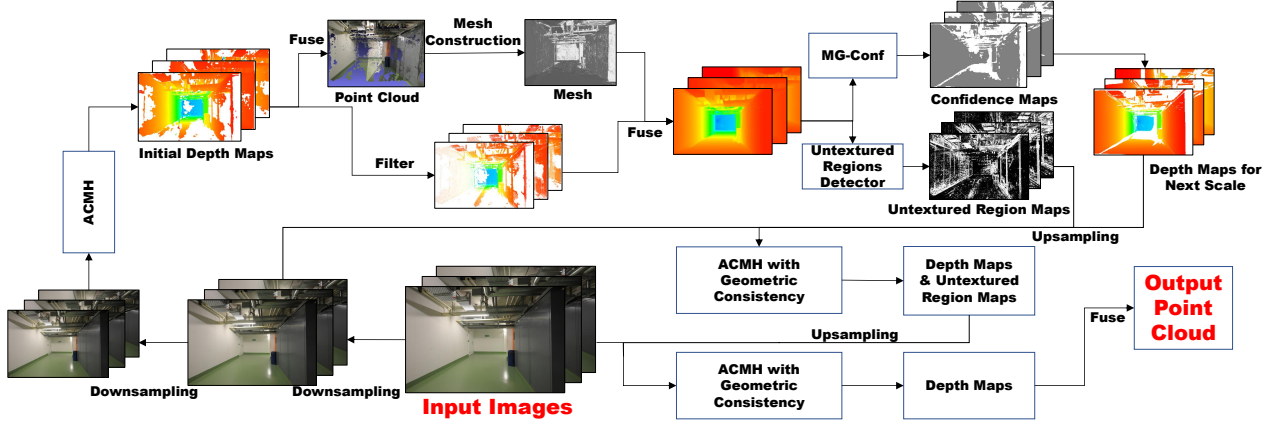 Fuse
Mesh
Construction
Point Cloud
Mesh
Initial Depth Maps
Filter
Fuse
MG-Conf
Confidence Maps
Untextured
Regions
Detector
Untextured Region Maps
Depth Maps for
Next Scale
Upsampling
ACMH
ACMH with
Geometric
Consistency
Depth Maps
& Untextured
Region Maps
Output
Point
Cloud
Fuse
Upsampling
ACMH with
Geometric
Consistency
Depth Maps
Downsampling
Downsampling
Input Images